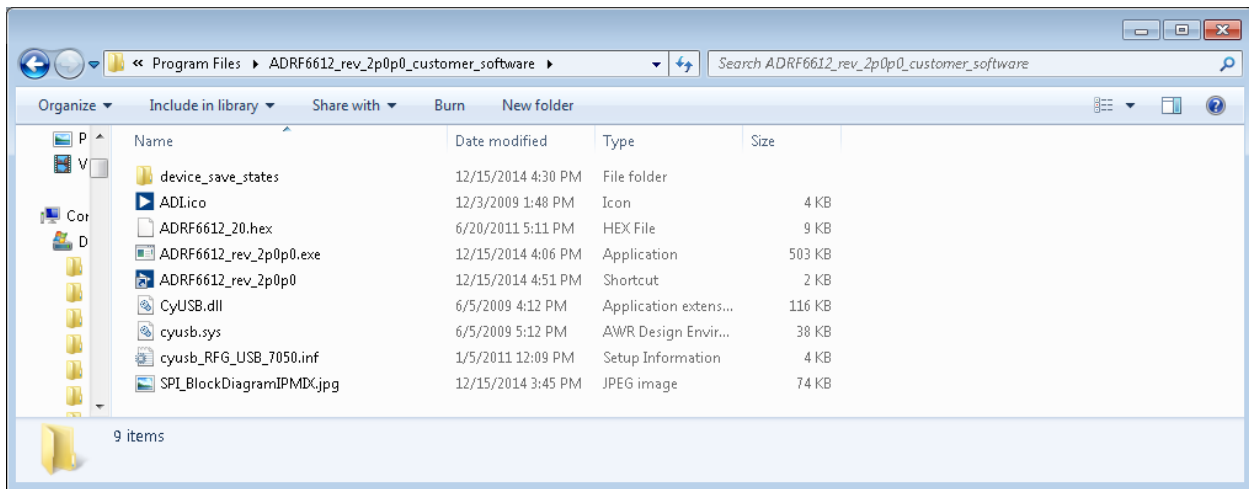 « Program Files ▸ ADRF6612_rev_2p0p0_customer_software ▸ Search ADRF6612_rev_2p0p0_customer_software
Organize Include in library Share with Burn New folder
Name Date modified Type Size
P
V
Cor
D
device_save_states 12/15/2014 4:30 PM File folder
ADI.ico 12/3/2009 1:48 PM Icon 4 KB
ADRF6612_20.hex 6/20/2011 5:11 PM HEX File 9 KB
ADRF6612_rev_2p0p0.exe 12/15/2014 4:06 PM Application 503 KB
ADRF6612_rev_2p0p0 12/15/2014 4:51 PM Shortcut 2 KB
CyUSB.dll 6/5/2009 4:12 PM Application extens... 116 KB
cyusb.sys 6/5/2009 5:12 PM AWR Design Envir... 38 KB
cyusb_RFG_USB_7050.inf 1/5/2011 12:09 PM Setup Information 4 KB
SPI_BlockDiagramIPMIX.jpg 12/15/2014 3:45 PM JPEG image 74 KB
9 items